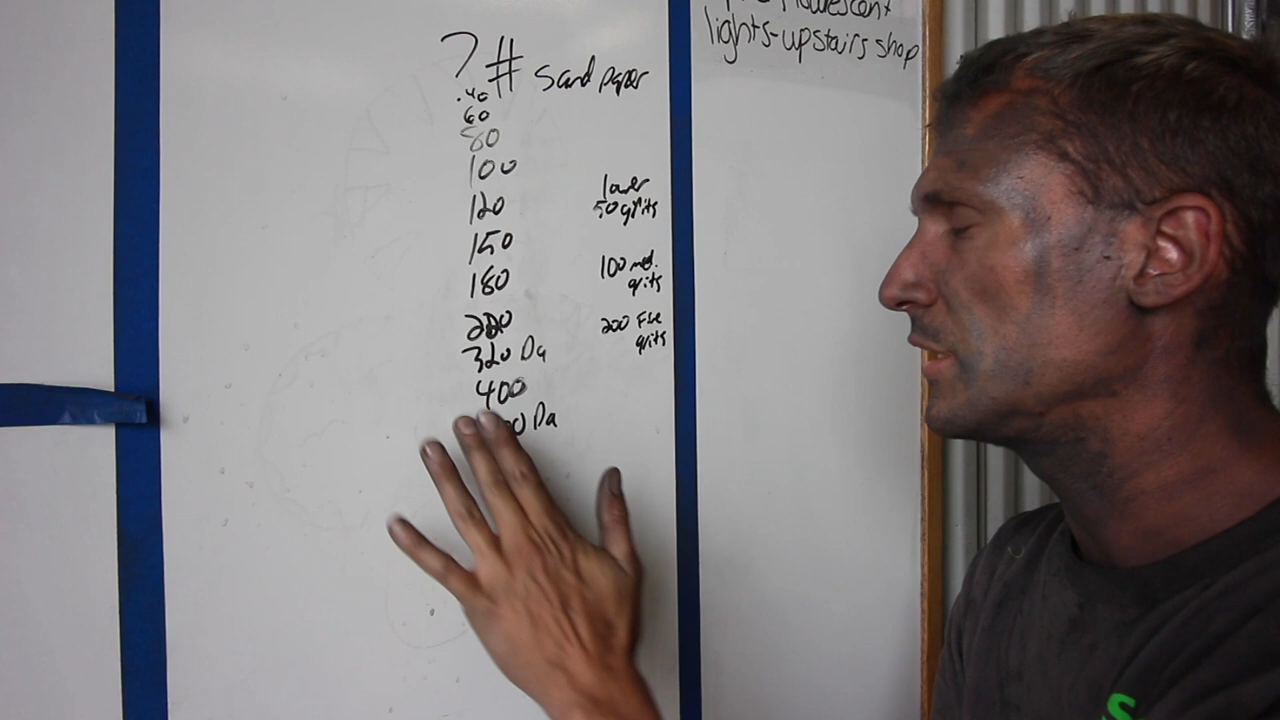 fluorescent
lights-upstairs shop
? # sand paper
.40
60
80
100
120
150
180
220
320 Da
400
Da
lower
50 grits
100 med.
grits
200 Fine
grits
S